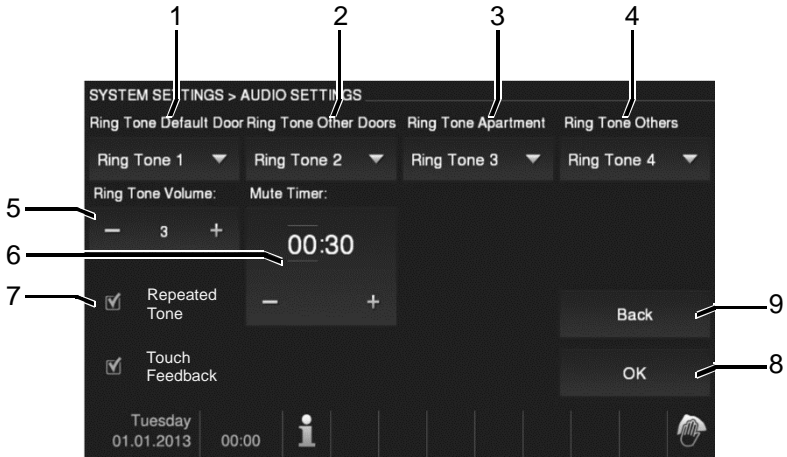 1 2 3 4
SYSTEM SETTINGS > AUDIO SETTINGS
Ring Tone Default Door Ring Tone Other Doors Ring Tone Apartment Ring Tone Others
Ring Tone 1 Ring Tone 2 Ring Tone 3 Ring Tone 4
Ring Tone Volume: Mute Timer:
5
− 3 +
00:30
6
7
Repeated
Tone
− +
Back
9
Touch
Feedback
OK
8
Tuesday
01.01.2013 00:00 i